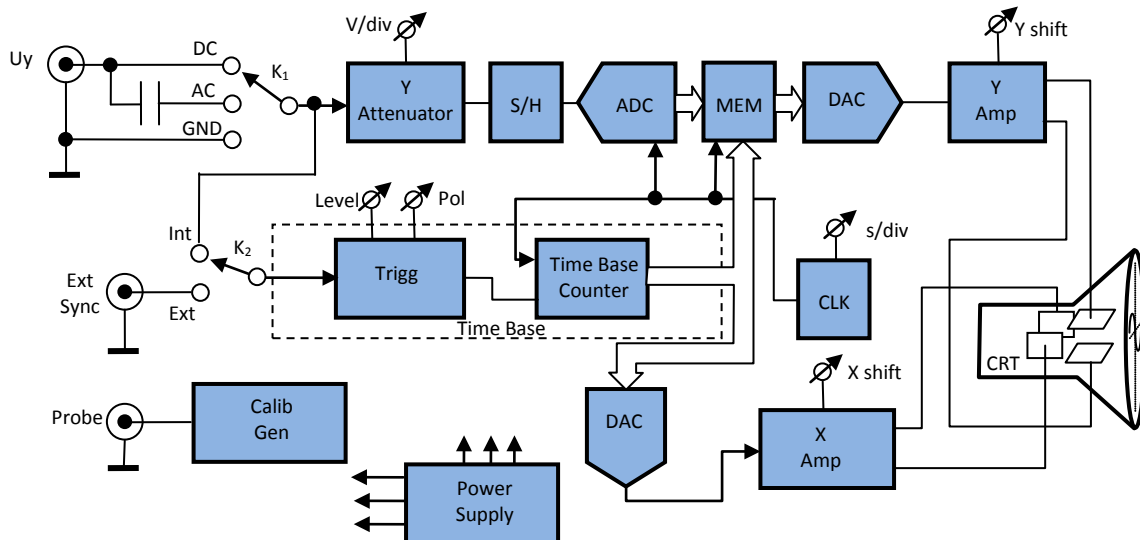 V/div
Y shift
Uy
DC
K1
AC
GND
Y
Attenuator
S/H
ADC
MEM
DAC
Y
Amp
Level
Pol
s/div
Int
K2
Ext
Sync
Ext
Trigg
Time Base
Counter
CLK
Time Base
CRT
X shift
Probe
Calib
Gen
DAC
X
Amp
Power
Supply